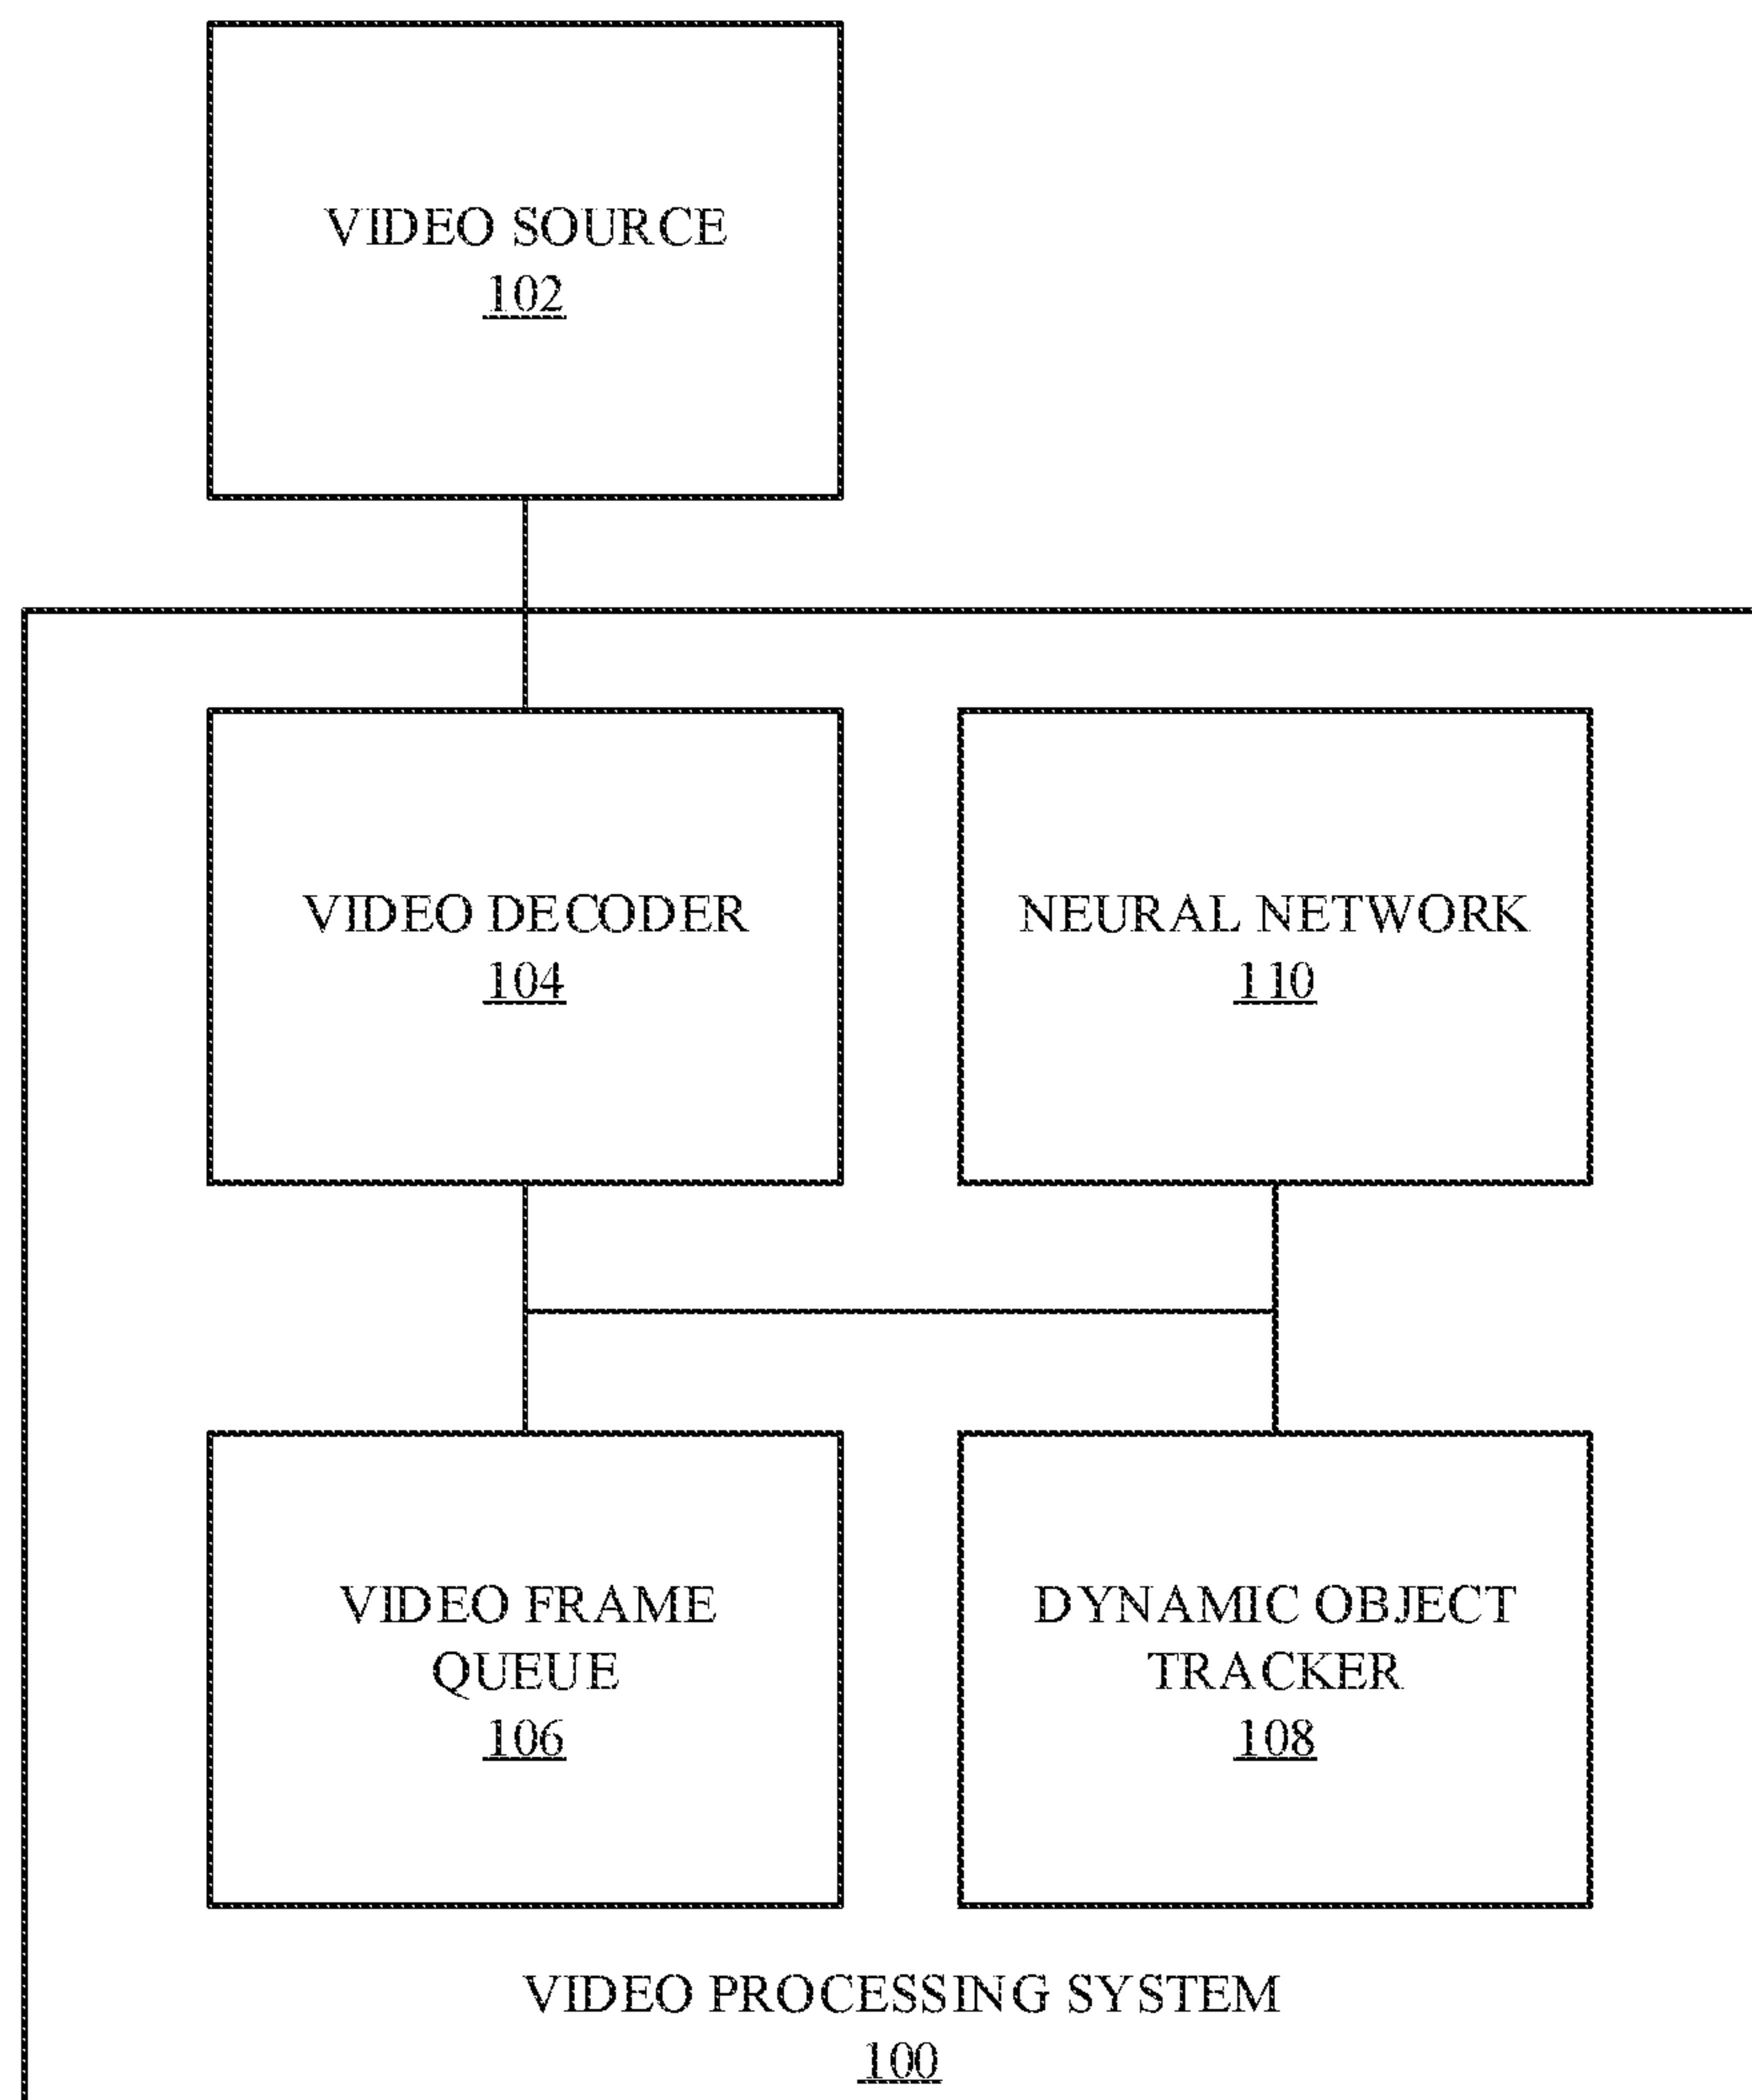 VIDEO SOURCE
102
VIDEO DECODER
104
NEURAL NETWORK
110
VIDEO FRAME
QUEUE
106
DYNAMIC OBJECT
TRACKER
108
VIDEO PROCESSING SYSTEM
100